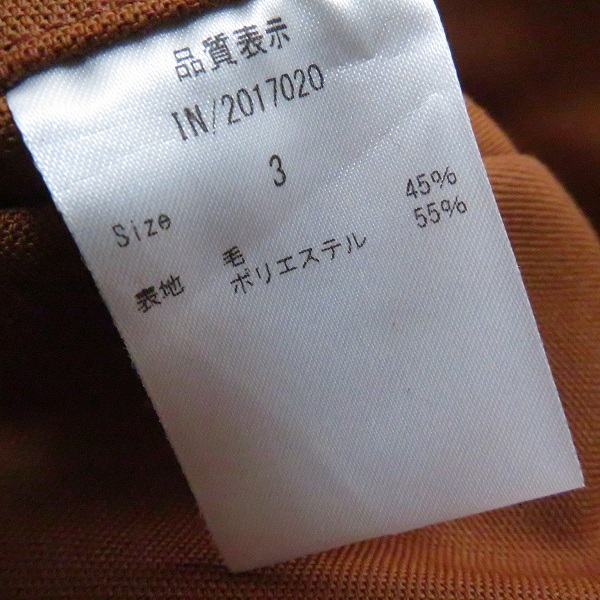 品質表示
IN/2017020
Size 3
表地 毛 45%
ポリエステル 55%